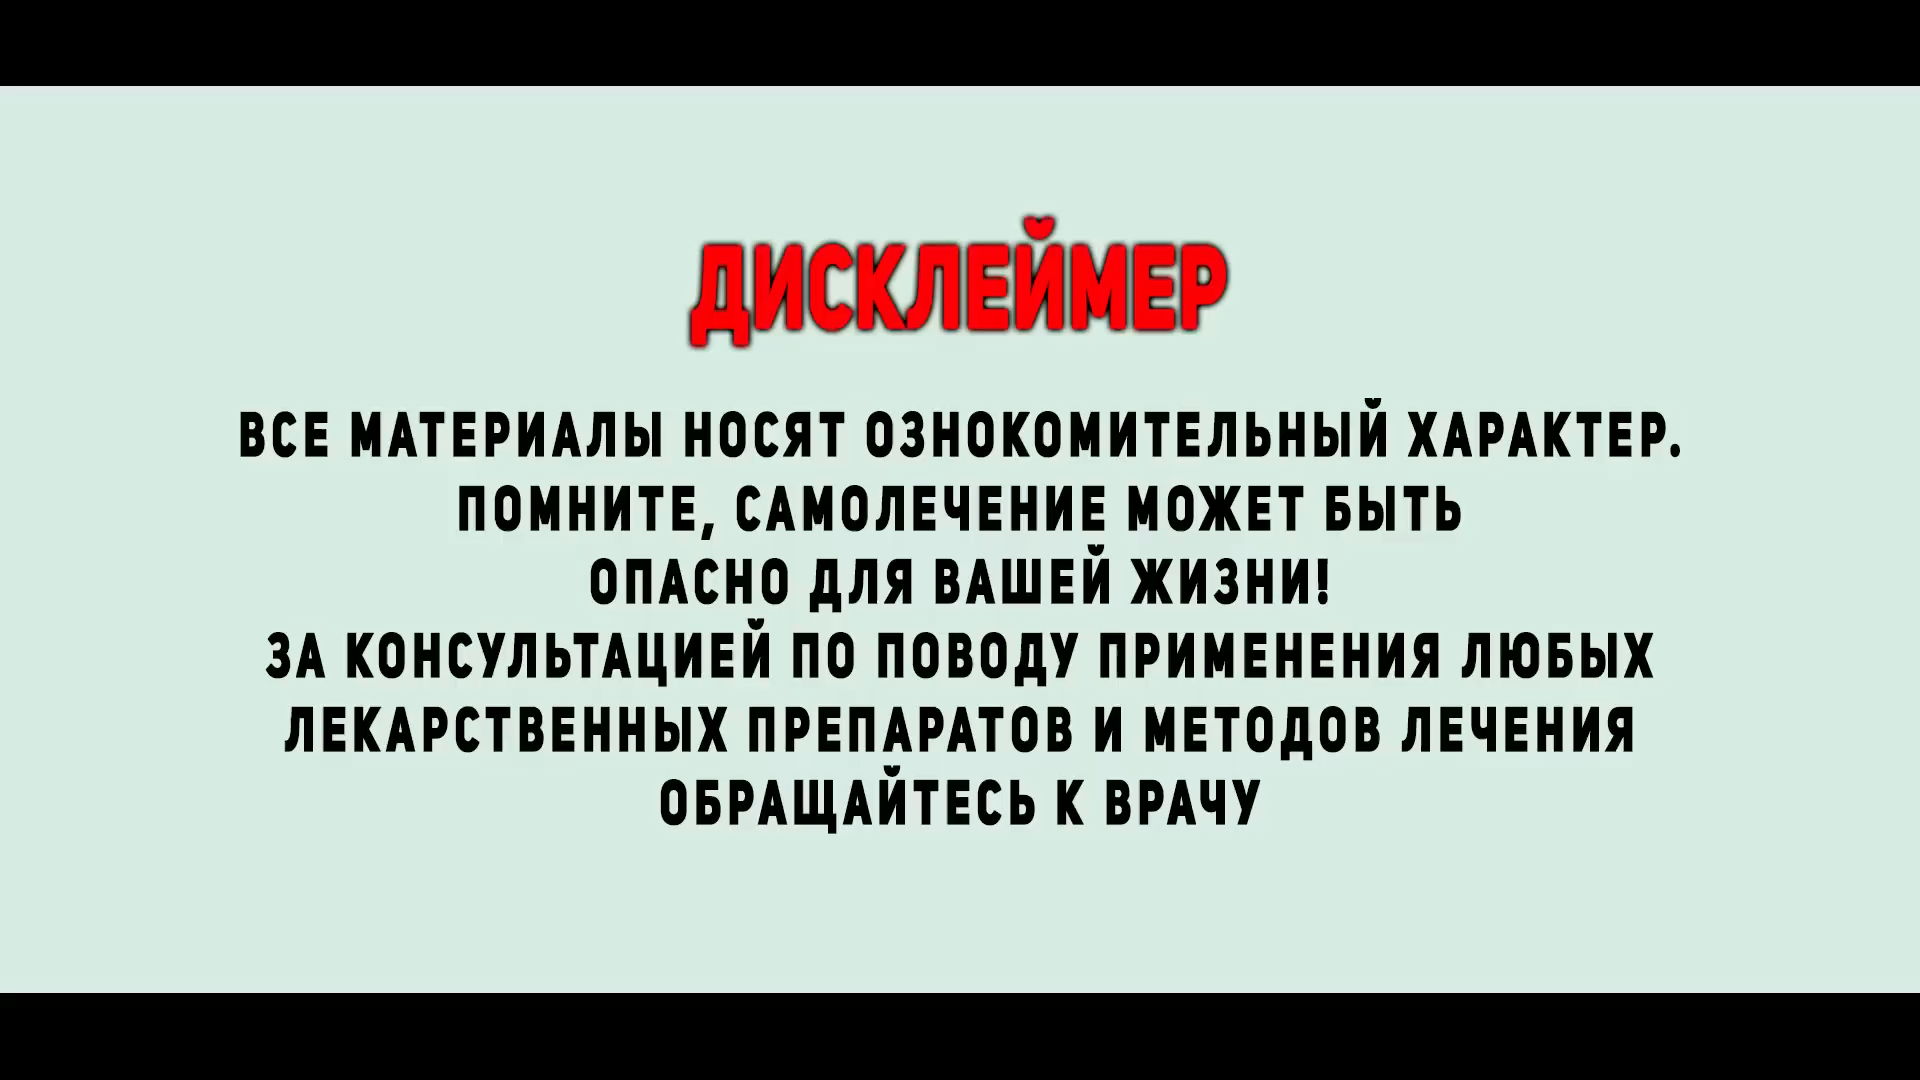 ДИСКЛЕЙМЕР
ВСЕ МАТЕРИАЛЫ НОСЯТ ОЗНОКОМИТЕЛЬНЫЙ ХАРАКТЕР.
ПОМНИТЕ, САМОЛЕЧЕНИЕ МОЖЕТ БЫТЬ
ОПАСНО ДЛЯ ВАШЕЙ ЖИЗНИ!
ЗА КОНСУЛЬТАЦИЕЙ ПО ПОВОДУ ПРИМЕНЕНИЯ ЛЮБЫХ
ЛЕКАРСТВЕННЫХ ПРЕПАРАТОВ И МЕТОДОВ ЛЕЧЕНИЯ
ОБРАЩАЙТЕСЬ К ВРАЧУ